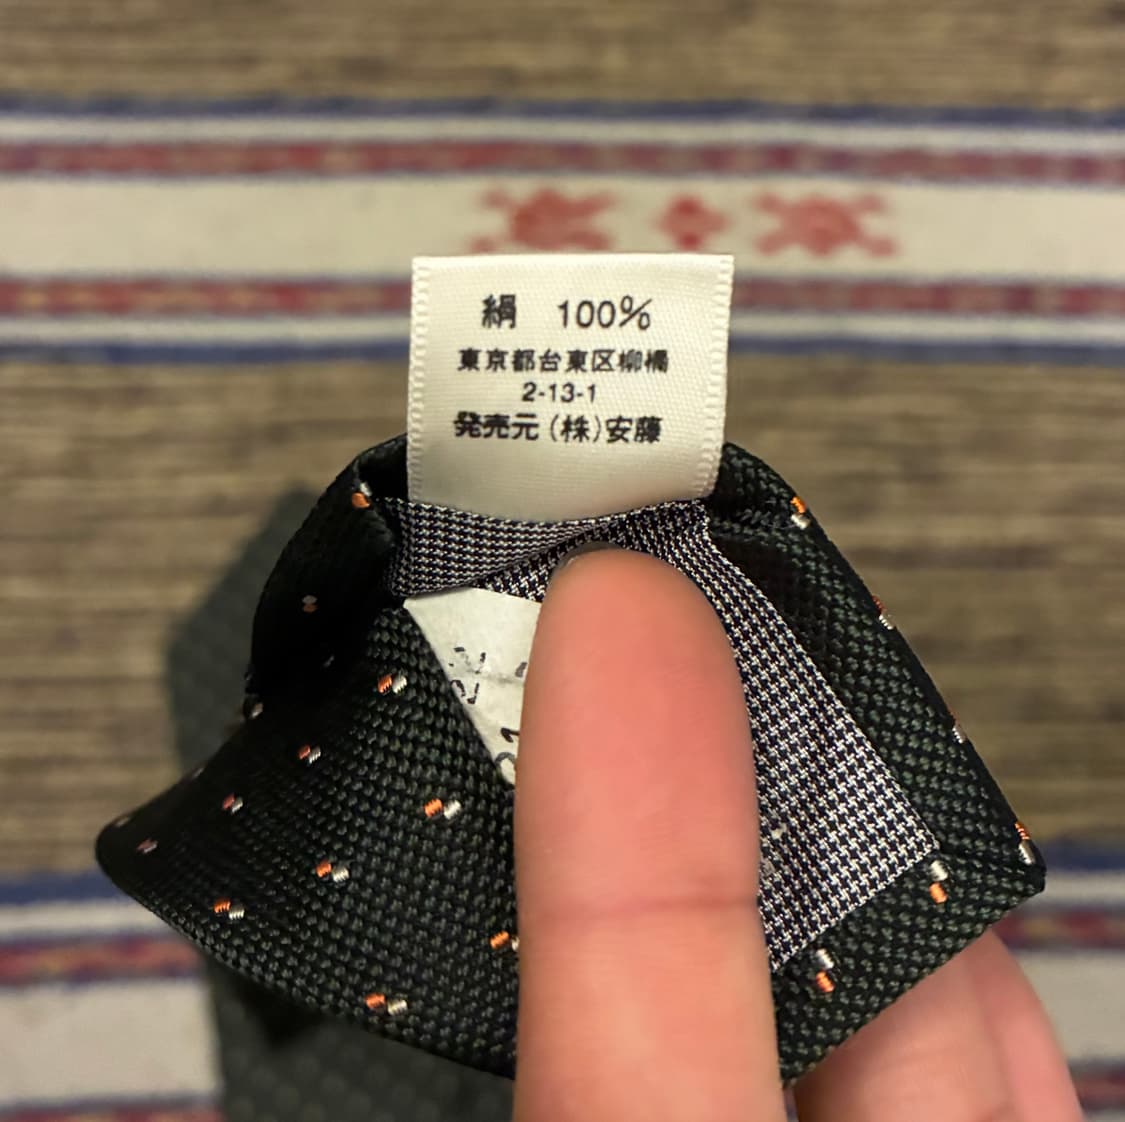 絹 100%
東京都台東区柳橋
2-13-1
発売元(株)安藤